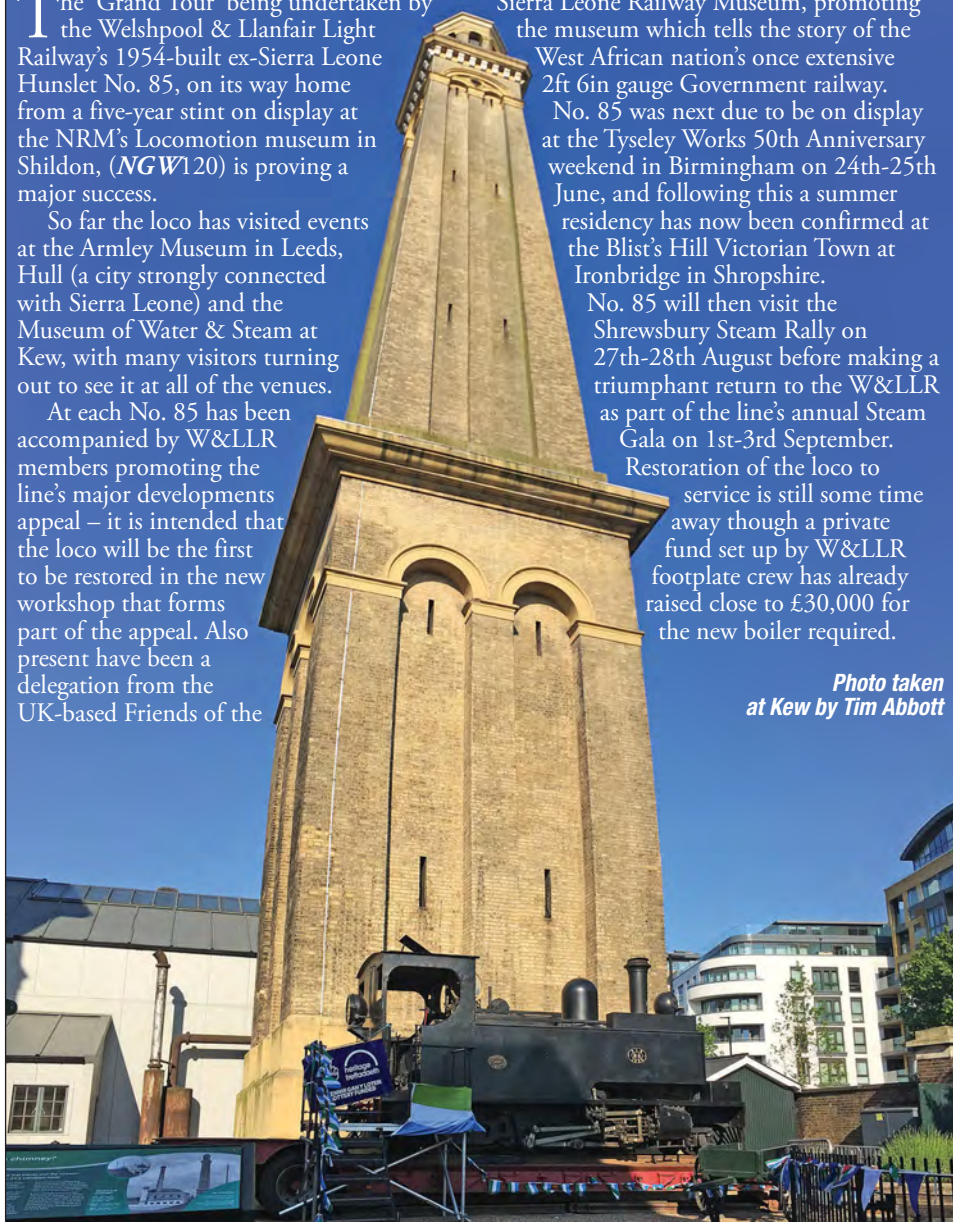 The ‘Grand Tour’ being undertaken by
the Welshpool & Llanfair Light
Railway's 1954-built ex-Sierra Leone
Hunslet No. 85, on its way home
from a five-year stint on display at
the NRM's Locomotion museum in
Shildon, (NGW120) is proving a
major success.
So far the loco has visited events
at the Armley Museum in Leeds,
Hull (a city strongly connected
with Sierra Leone) and the
Museum of Water & Steam at
Kew, with many visitors turning
out to see it at all of the venues.
At each No. 85 has been
accompanied by W&LLR
members promoting the
line's major developments
appeal – it is intended that
the loco will be the first
to be restored in the new
workshop that forms
part of the appeal. Also
present have been a
delegation from the
UK-based Friends of the
Sierra Leone Railway Museum, promoting
the museum which tells the story of the
West African nation's once extensive
2ft 6in gauge Government railway.
No. 85 was next due to be on display
at the Tyseley Works 50th Anniversary
weekend in Birmingham on 24th-25th
June, and following this a summer
residency has now been confirmed at
the Blist's Hill Victorian Town at
Ironbridge in Shropshire.
No. 85 will then visit the
Shrewsbury Steam Rally on
27th-28th August before making a
triumphant return to the W&LLR
as part of the line's annual Steam
Gala on 1st-3rd September.
Restoration of the loco to
service is still some time
away though a private
fund set up by W&LLR
footplate crew has already
raised close to £30,000 for
the new boiler required.
Photo taken
at Kew by Tim Abbott
heritage
treftadaeth
LOTTERY FUNDED
chimney?